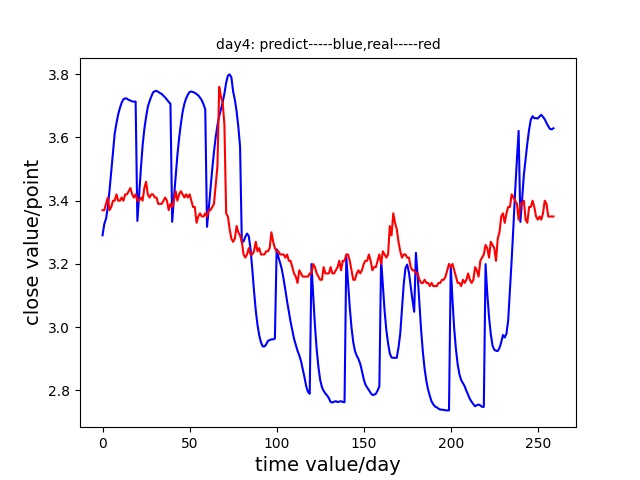 day4: predict-----blue,real-----red
3.8
3.6
3.4
3.2
3.0
2.8
close value/point
0 50 100 150 200 250
time value/day